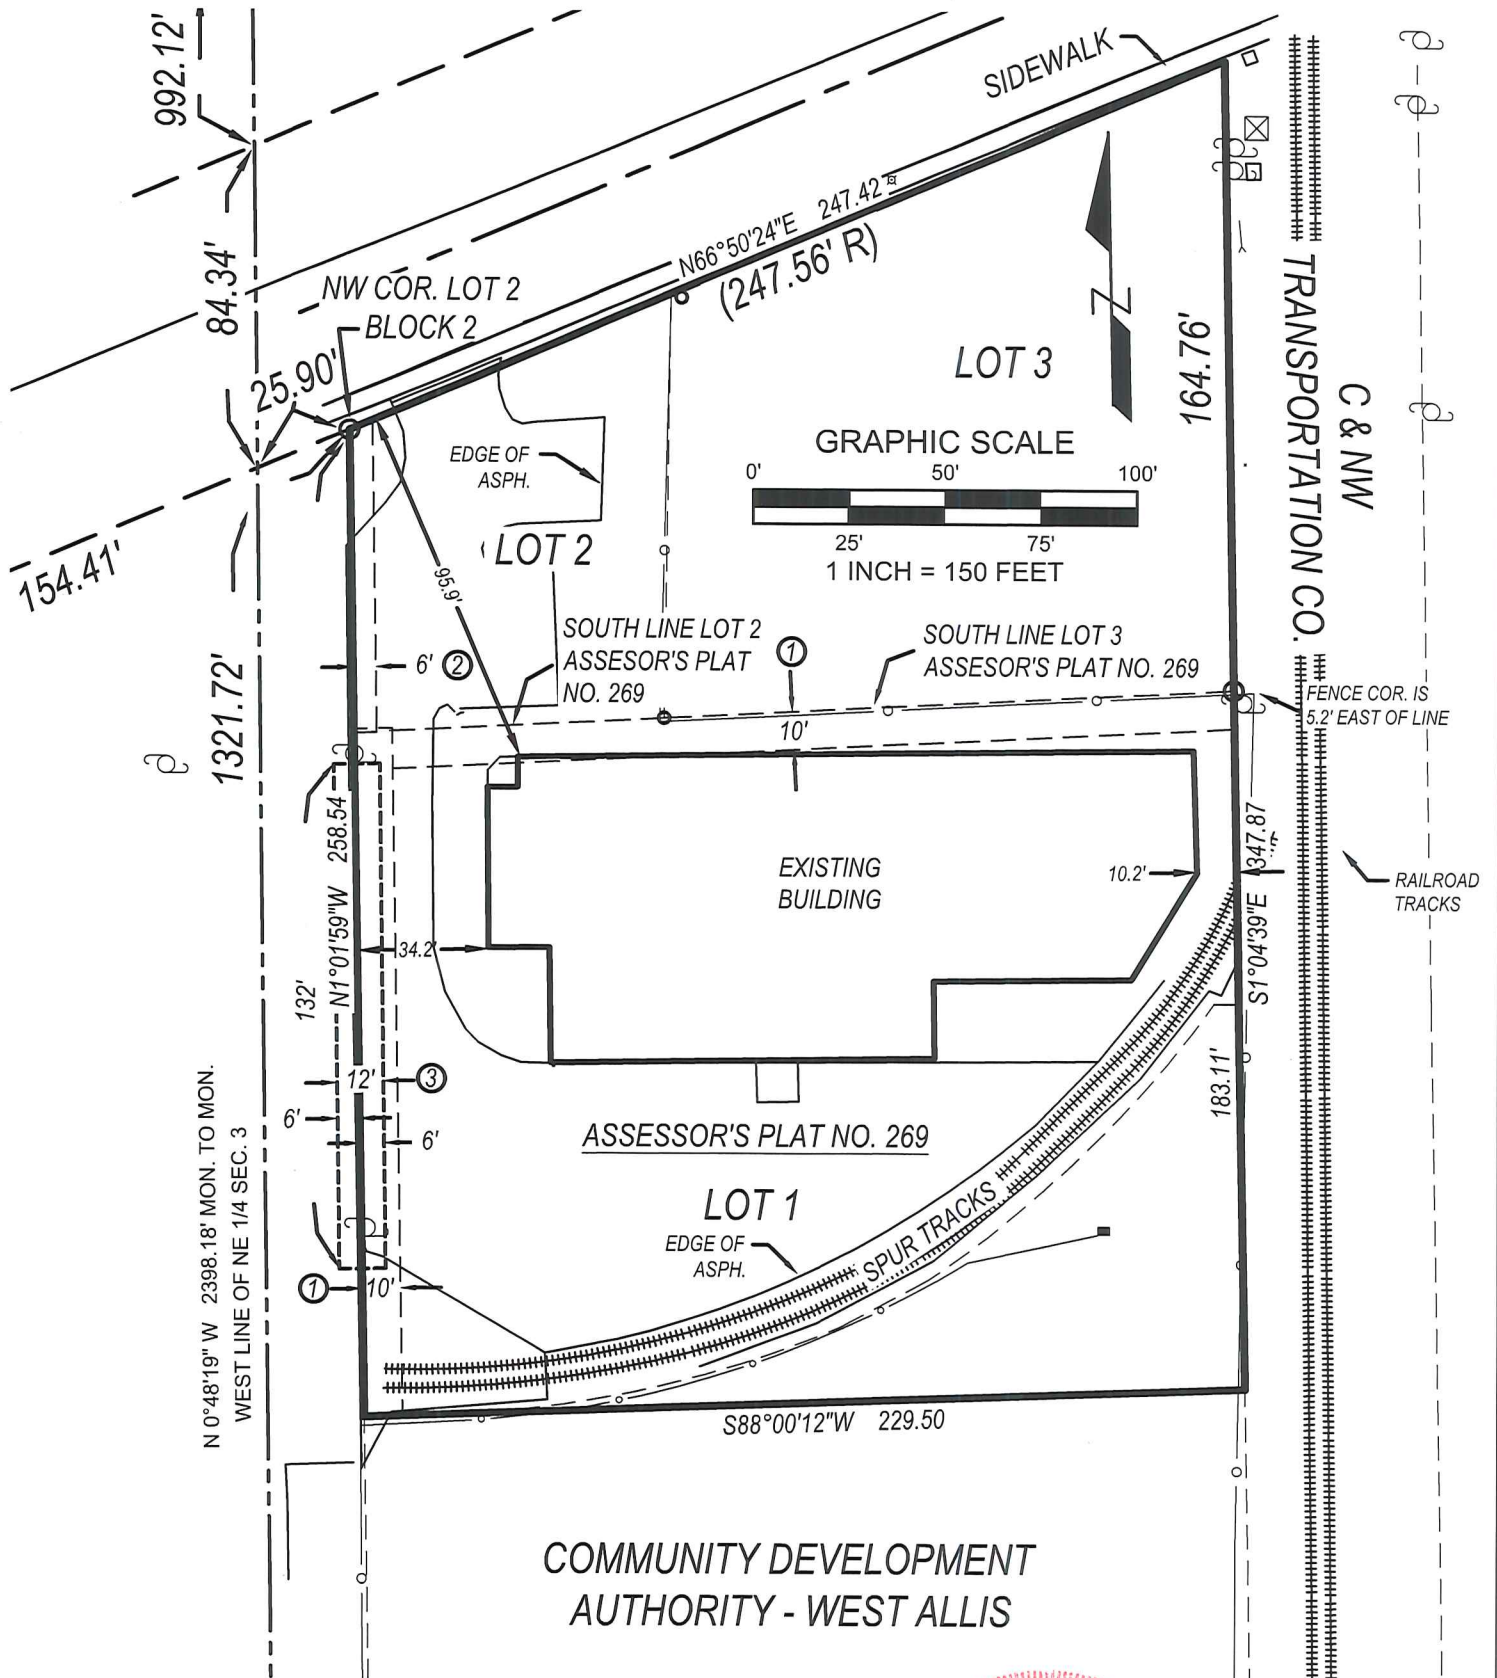 992.12'
SIDEWALK
84.34'
N66°50'24"E 247.42
(247.56' R)
NW COR. LOT 2
BLOCK 2
25.90'
154.41'
LOT 3
164.76'
C & NW
TRANSPORTATION CO.
GRAPHIC SCALE
0' 50' 100'
25' 75'
1 INCH = 150 FEET
EDGE OF
ASPH.
LOT 2
95.9'
SOUTH LINE LOT 2
ASSESOR'S PLAT
NO. 269
1
SOUTH LINE LOT 3
ASSESOR'S PLAT NO. 269
6' 2
1321.72'
10'
FENCE COR. IS
5.2' EAST OF LINE
N1°01'59"W 258.54
EXISTING
BUILDING
10.2'
S1°04'39"E 347.87
RAILROAD
TRACKS
34.2'
132'
12' 3
6'
6'
183.11'
N 0°48'19" W 2398.18' MON. TO MON.
WEST LINE OF NE 1/4 SEC. 3
ASSESSOR'S PLAT NO. 269
LOT 1
EDGE OF
ASPH.
SPUR TRACKS
1 10'
S88°00'12"W 229.50
COMMUNITY DEVELOPMENT
AUTHORITY - WEST ALLIS